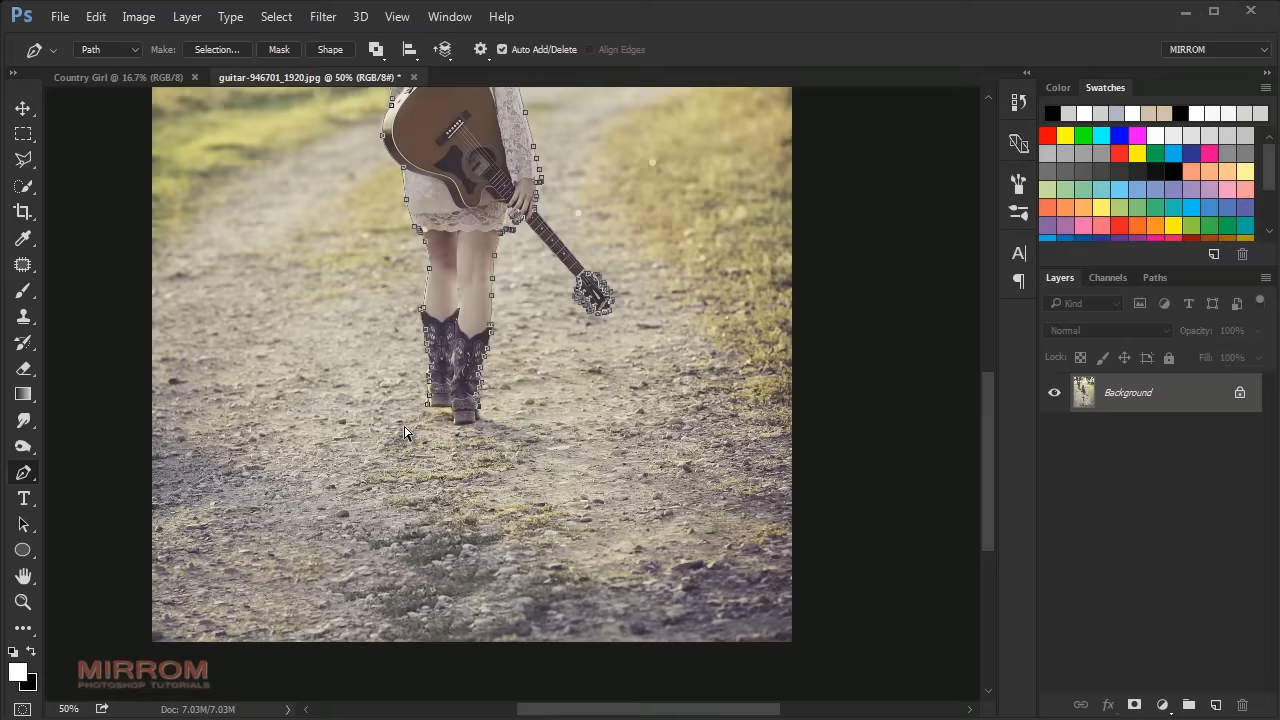 Ps File Edit Image Layer Type Select Filter 3D View Window Help
Path Make: Selection... Mask Shape Auto Add/Delete Align Edges MIRROM
Country Girl @ 16.7% (RGB/8) × guitar-946701_1920.jpg @ 50% (RGB/8#) * ×
Color Swatches
Layers Channels Paths
Kind
Normal Opacity: 100%
Lock: Fill: 100%
Background
MIRROM
PHOTOSHOP TUTORIALS
50% Doc: 7.03M/7.03M